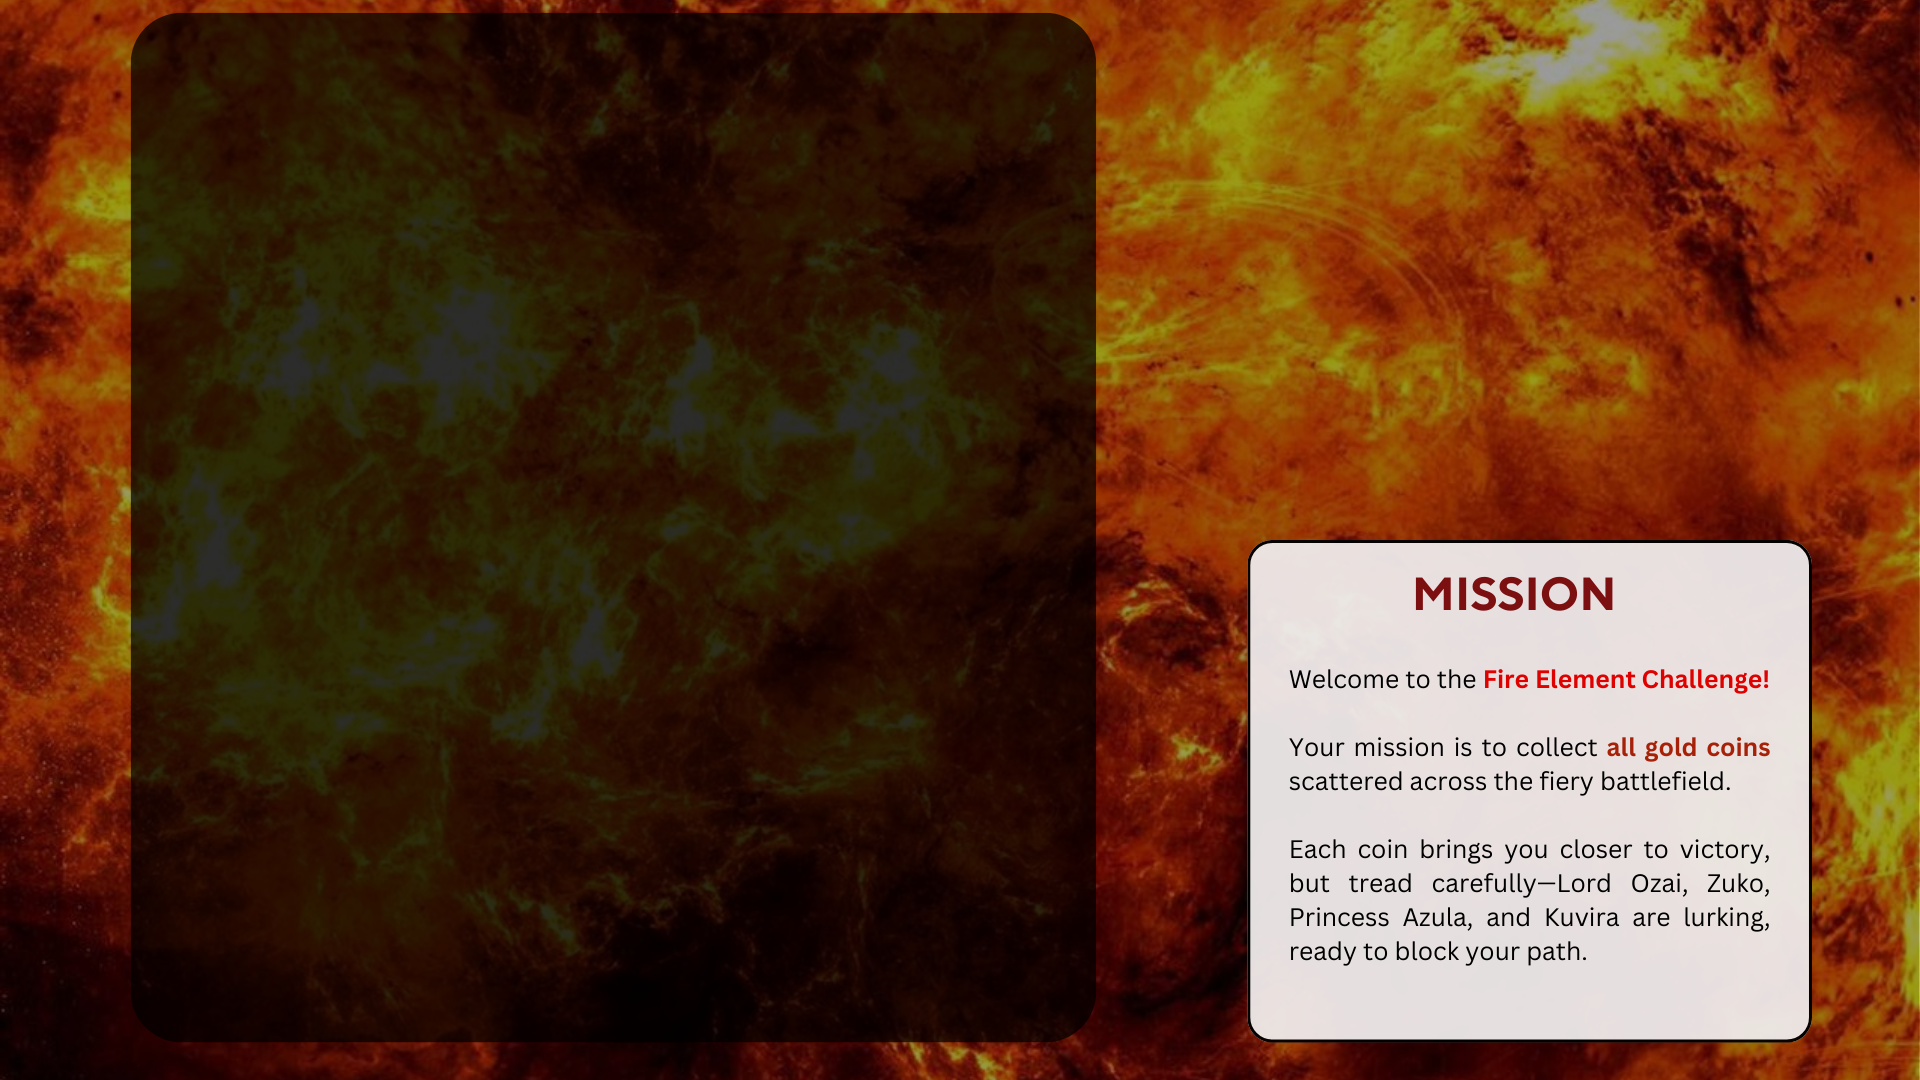 MISSION
Welcome to the Fire Element Challenge!
Your mission is to collect all gold coins
scattered across the fiery battlefield.
Each coin brings you closer to victory,
but tread carefully—Lord Ozai, Zuko,
Princess Azula, and Kuvira are lurking,
ready to block your path.